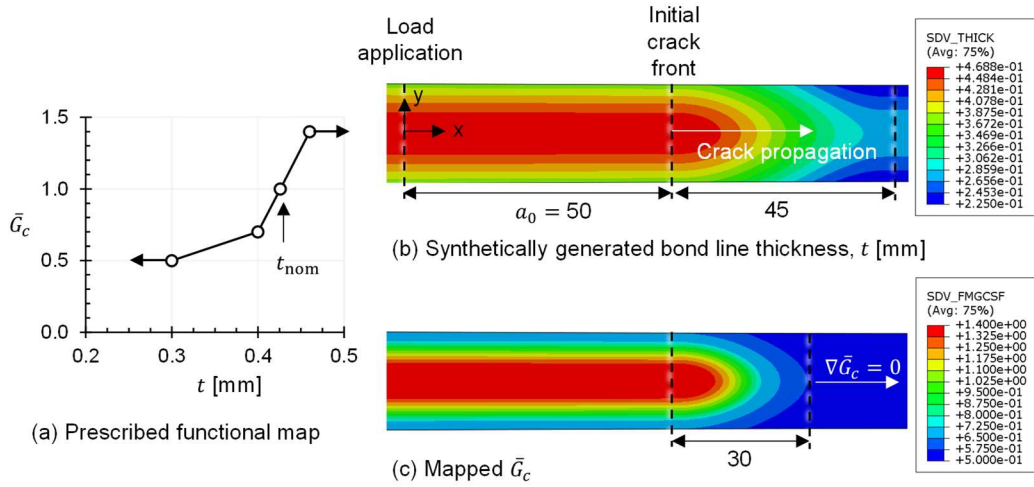 1.5
1.0
0.5
0.0
Ḡ_c
0.2
0.3
0.4
0.5
t_nom
t [mm]
(a) Prescribed functional map
Load
application
Initial
crack
front
y
x
Crack propagation
a₀ = 50
45
(b) Synthetically generated bond line thickness, t [mm]
SDV_THICK
(Avg: 75%)
+4.688e-01
+4.484e-01
+4.281e-01
+4.078e-01
+3.875e-01
+3.672e-01
+3.469e-01
+3.266e-01
+3.062e-01
+2.859e-01
+2.656e-01
+2.453e-01
+2.250e-01
∇Ḡ_c = 0
30
(c) Mapped Ḡ_c
SDV_FMGCSF
(Avg: 75%)
+1.400e+00
+1.325e+00
+1.250e+00
+1.175e+00
+1.100e+00
+1.025e+00
+9.500e-01
+8.750e-01
+8.000e-01
+7.250e-01
+6.500e-01
+5.750e-01
+5.000e-01